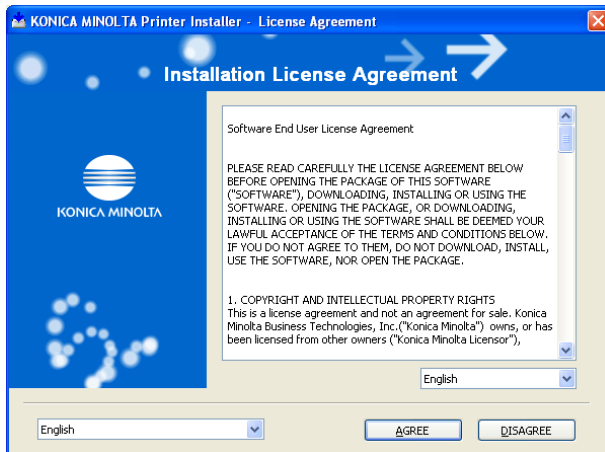 KONICA MINOLTA Printer Installer - License Agreement
Installation License Agreement
KONICA MINOLTA
Software End User License Agreement
PLEASE READ CAREFULLY THE LICENSE AGREEMENT BELOW
BEFORE OPENING THE PACKAGE OF THIS SOFTWARE
("SOFTWARE"), DOWNLOADING, INSTALLING OR USING THE
SOFTWARE. OPENING THE PACKAGE, OR DOWNLOADING,
INSTALLING OR USING THE SOFTWARE SHALL BE DEEMED YOUR
LAWFUL ACCEPTANCE OF THE TERMS AND CONDITIONS BELOW.
IF YOU DO NOT AGREE TO THEM, DO NOT DOWNLOAD, INSTALL,
USE THE SOFTWARE, NOR OPEN THE PACKAGE.
1. COPYRIGHT AND INTELLECTUAL PROPERTY RIGHTS
This is a license agreement and not an agreement for sale. Konica
Minolta Business Technologies, Inc.("Konica Minolta") owns, or has
been licensed from other owners ("Konica Minolta Licensor"),
English
English
AGREE
DISAGREE